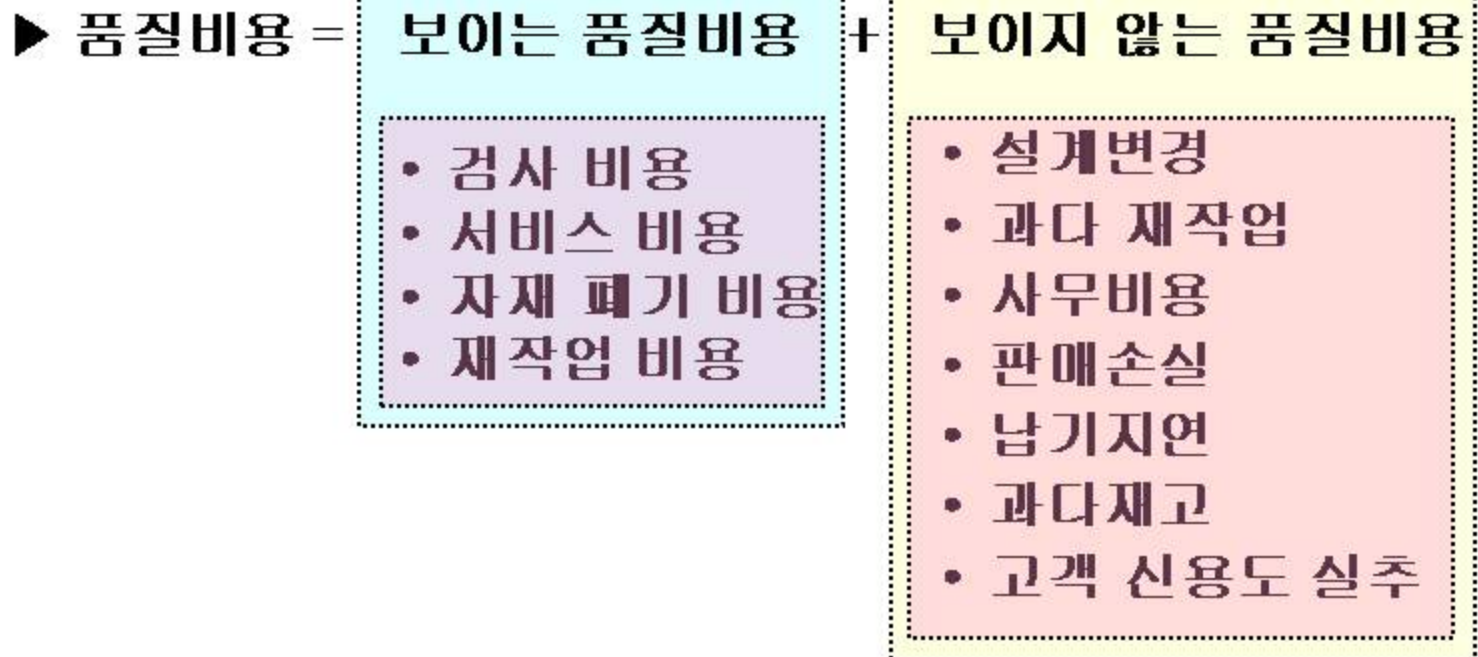 ▶ 품질비용 = 보이는 품질비용 + 보이지 않는 품질비용
• 검사 비용
• 서비스 비용
• 자재 폐기 비용
• 재작업 비용
• 설계변경
• 과다 재작업
• 사무비용
• 판매손실
• 납기지연
• 과다재고
• 고객 신용도 실추